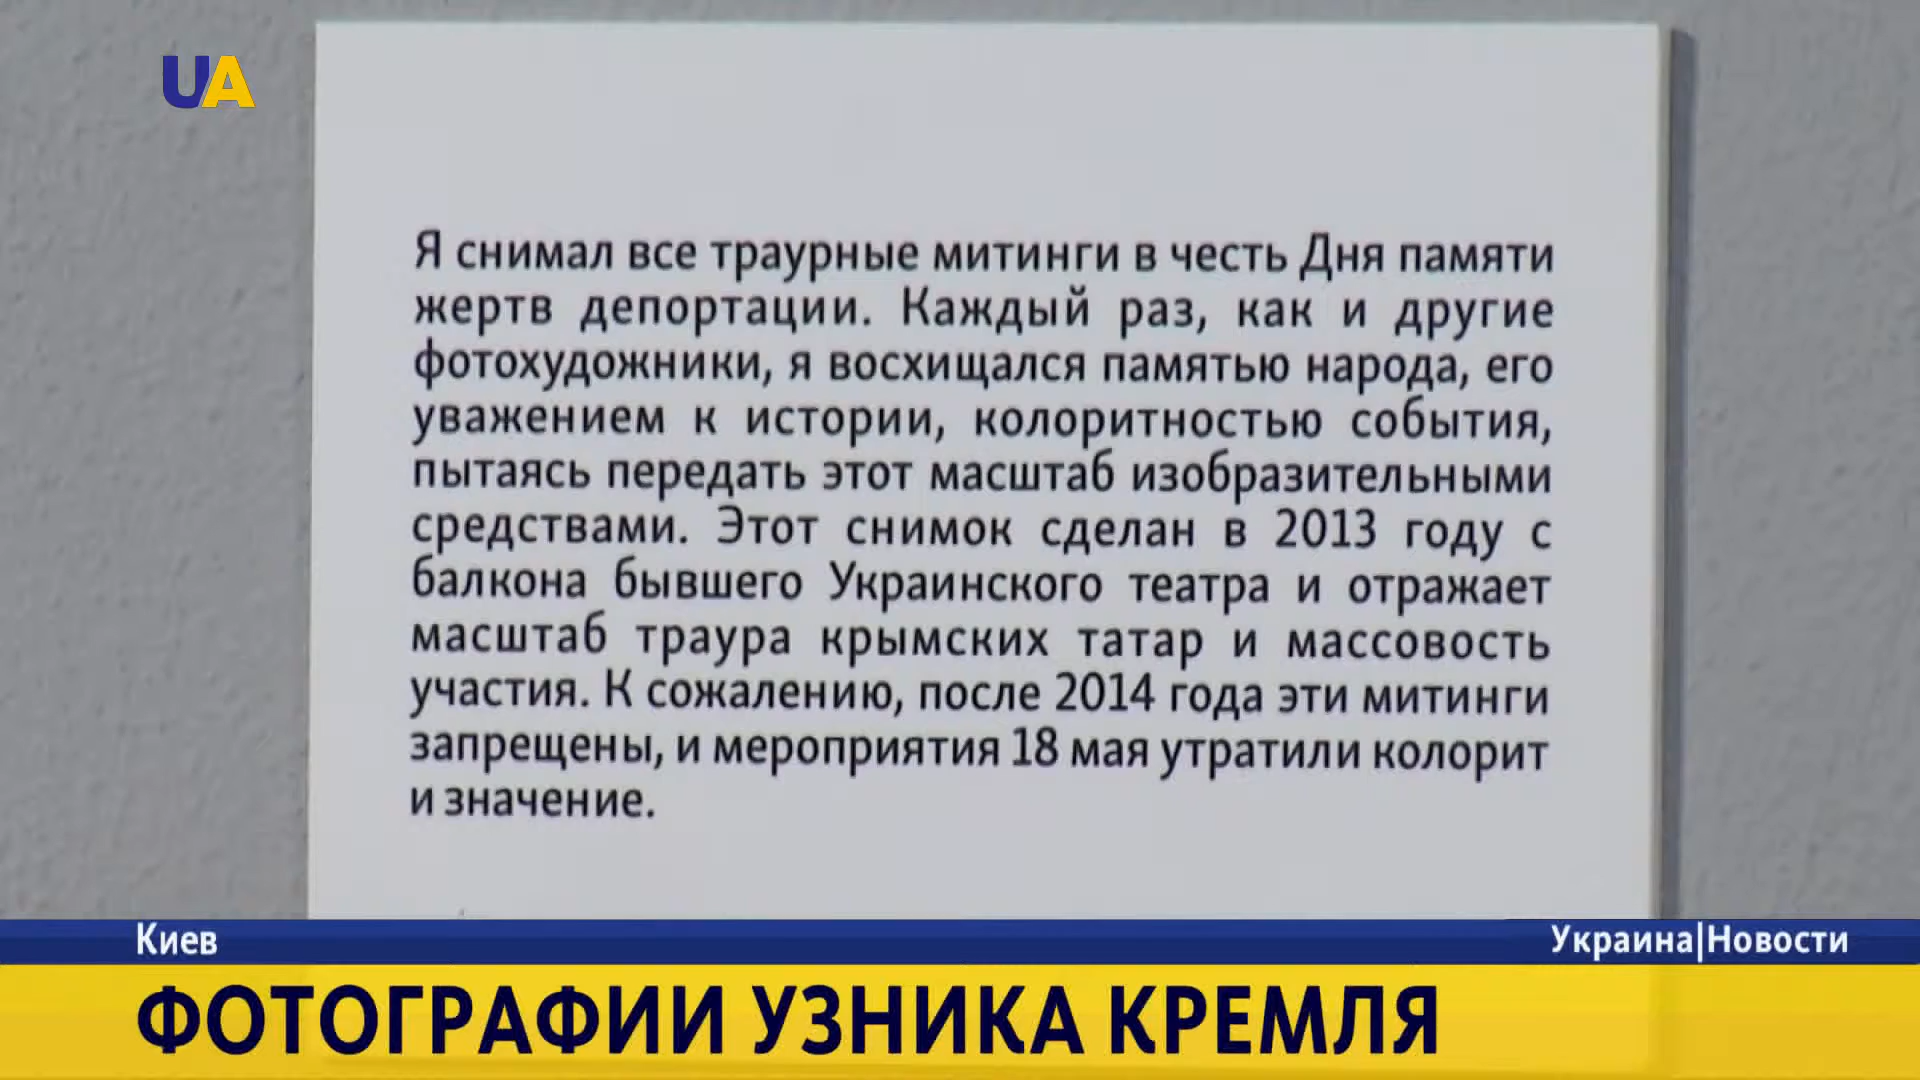 UA
Я снимал все траурные митинги в честь Дня памяти
жертв депортации. Каждый раз, как и другие
фотохудожники, я восхищался памятью народа, его
уважением к истории, колоритностью события,
пытаясь передать этот масштаб изобразительными
средствами. Этот снимок сделан в 2013 году с
балкона бывшего Украинского театра и отражает
масштаб траура крымских татар и массовость
участия. К сожалению, после 2014 года эти митинги
запрещены, и мероприятия 18 мая утратили колорит
и значение.
Киев
Украина|Новости
ФОТОГРАФИИ УЗНИКА КРЕМЛЯ